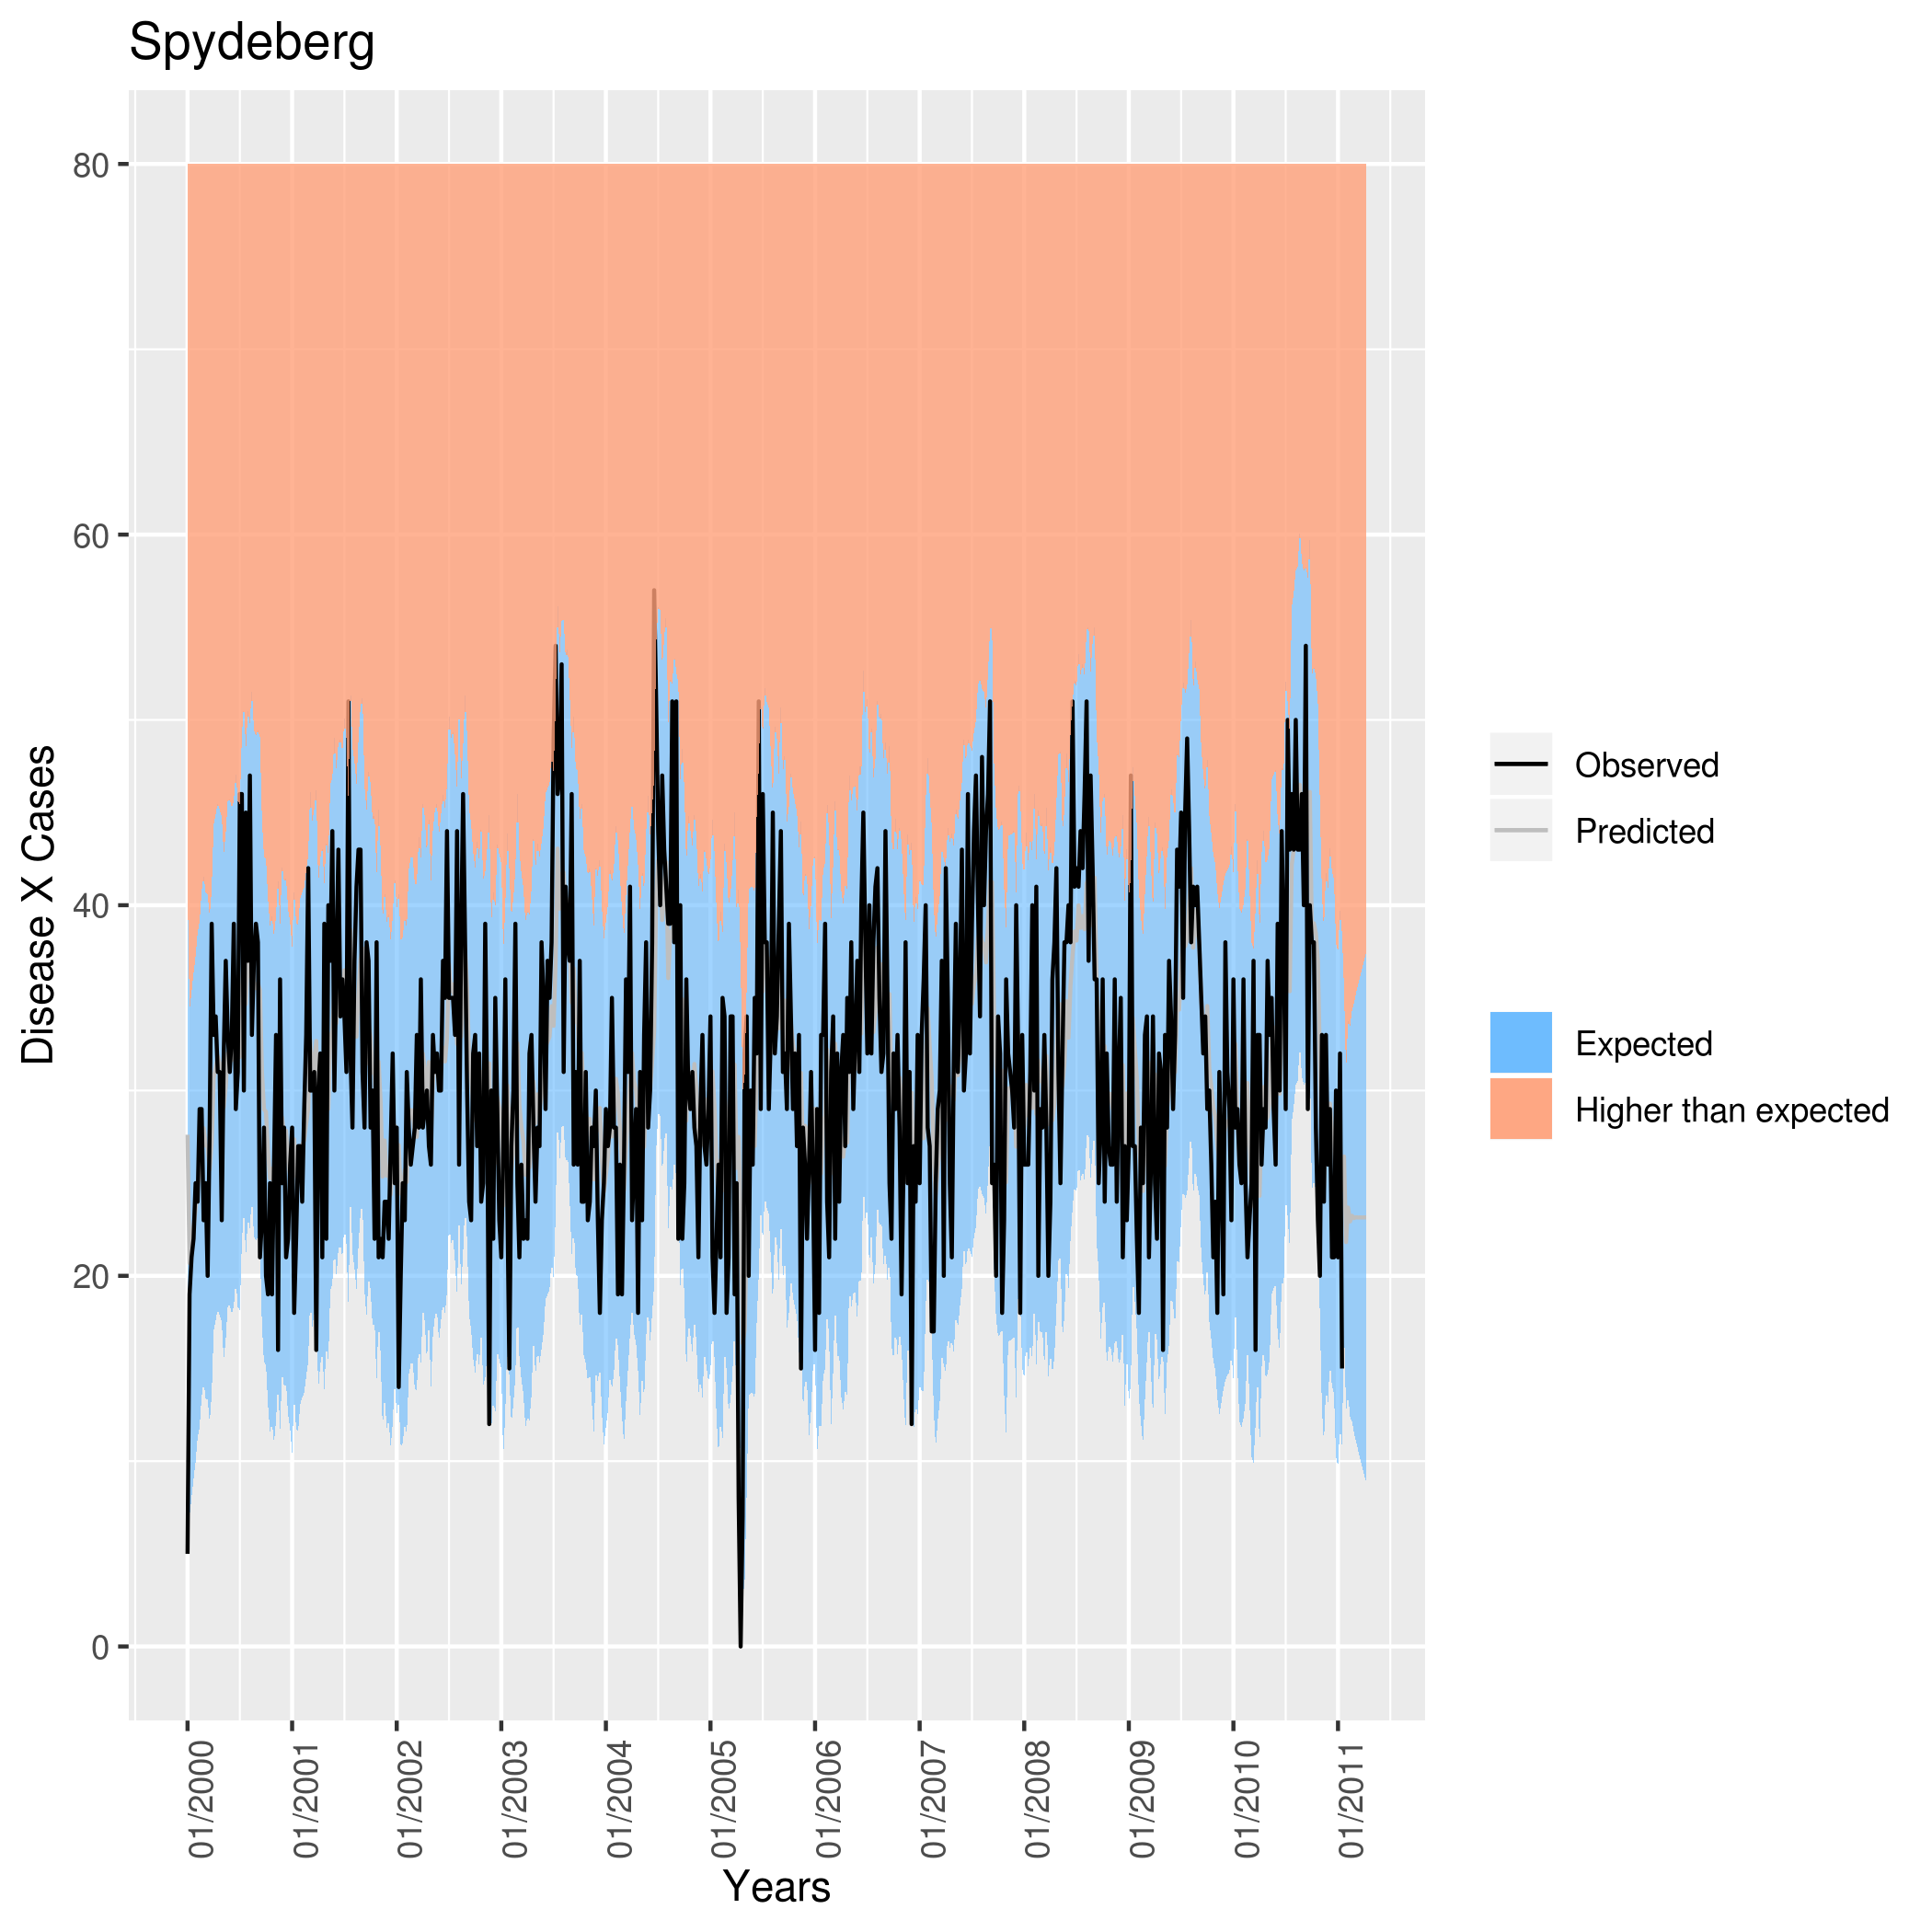 Spydeberg
Disease X Cases
80
60
40
20
0
01/2000
01/2001
01/2002
01/2003
01/2004
01/2005
01/2006
01/2007
01/2008
01/2009
01/2010
01/2011
Years
Observed
Predicted
Expected
Higher than expected